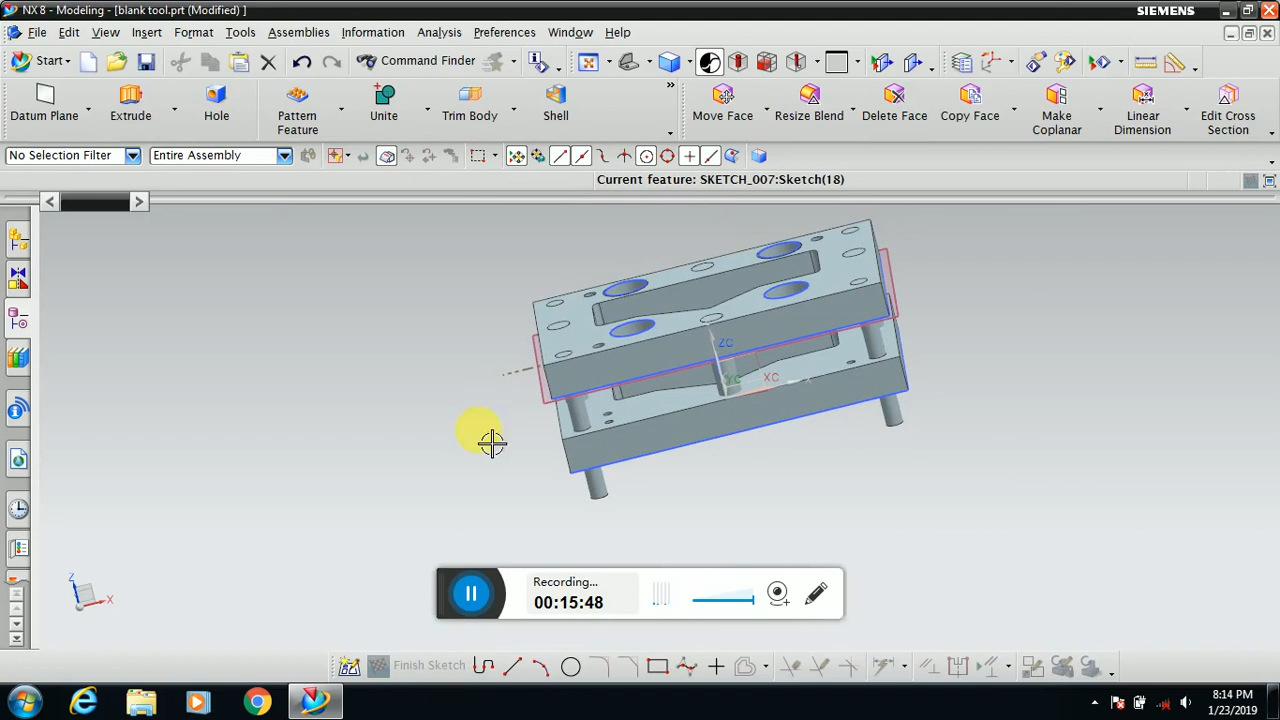 NX 8 - Modeling - [blank tool.prt (Modified) ]
SIEMENS
File Edit View Insert Format Tools Assemblies Information Analysis Preferences Window Help
Start Command Finder
Datum Plane Extrude Hole Pattern Feature Unite Trim Body Shell Move Face Resize Blend Delete Face Copy Face Make Coplanar Linear Dimension Edit Cross Section
No Selection Filter Entire Assembly
Current feature: SKETCH_007:Sketch(18)
ZC
YC XC
Z
X
Recording...
00:15:48
Finish Sketch
8:14 PM
1/23/2019